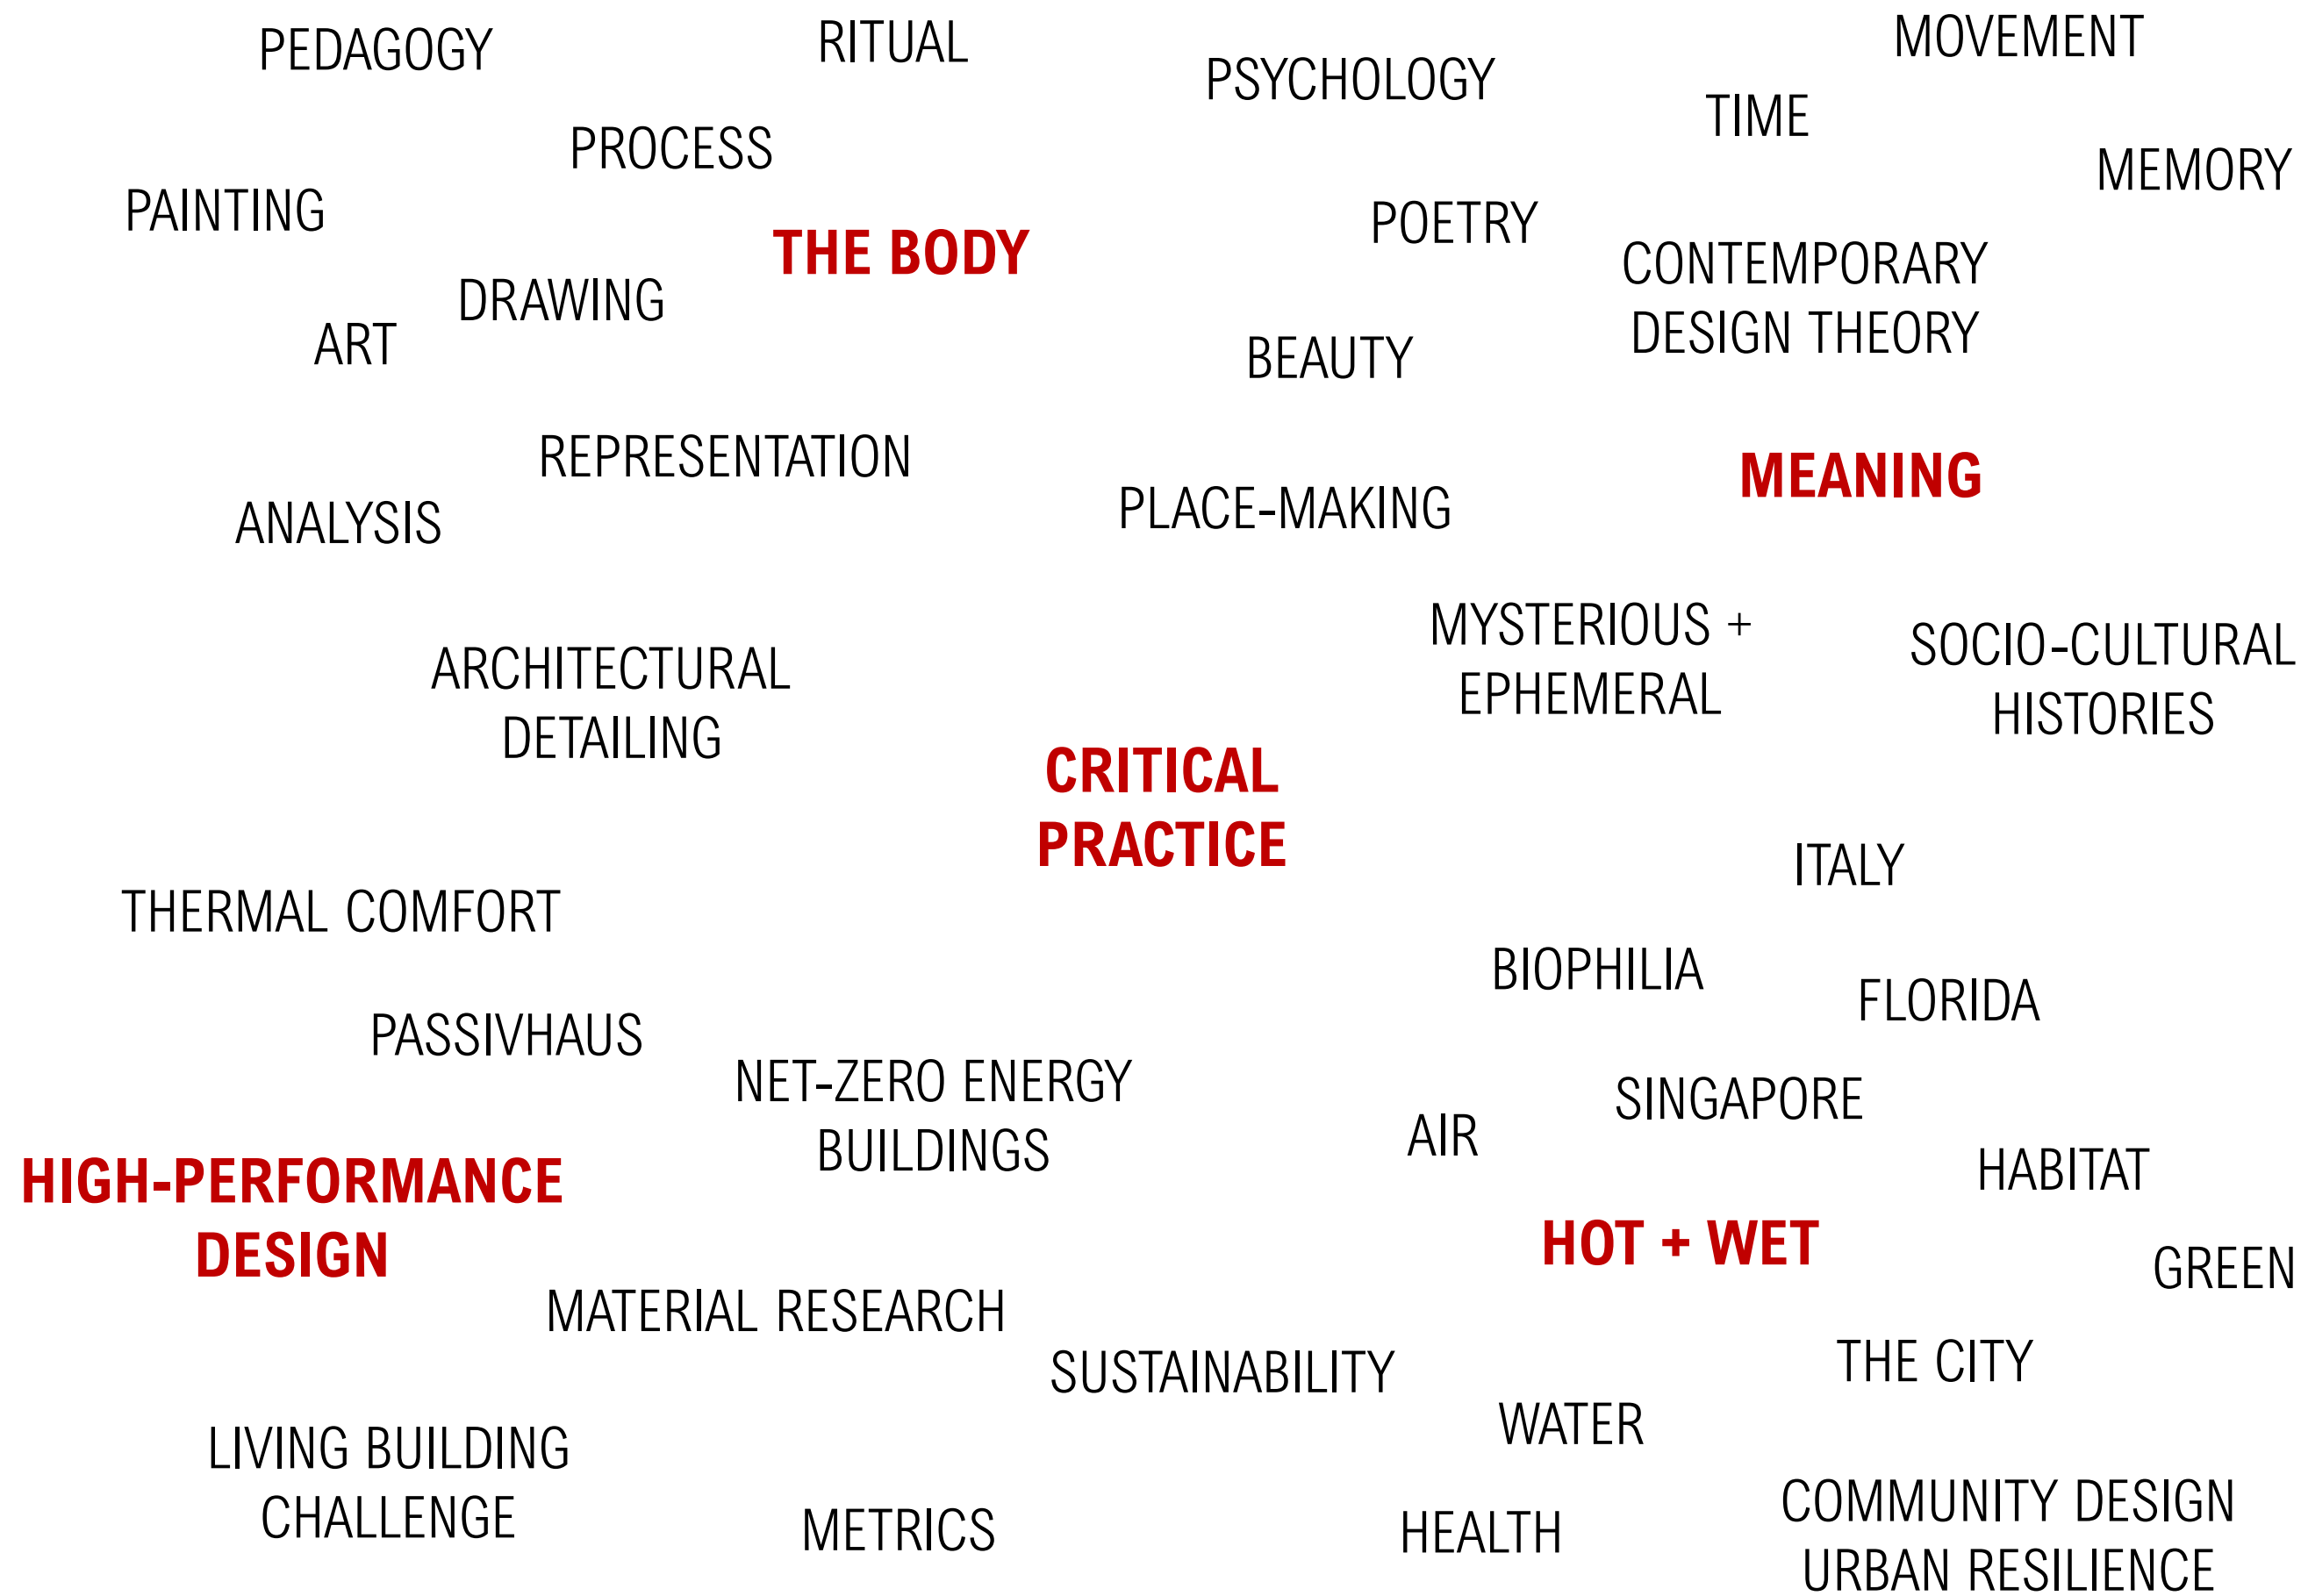 PEDAGOGY
RITUAL
PSYCHOLOGY
MOVEMENT
TIME
PROCESS
MEMORY
PAINTING
POETRY
THE BODY
CONTEMPORARY
DESIGN THEORY
DRAWING
ART
BEAUTY
REPRESENTATION
MEANING
PLACE-MAKING
ANALYSIS
MYSTERIOUS +
EPHEMERAL
SOCIO-CULTURAL
HISTORIES
ARCHITECTURAL
DETAILING
CRITICAL
PRACTICE
ITALY
THERMAL COMFORT
BIOPHILIA
FLORIDA
PASSIVHAUS
NET-ZERO ENERGY
BUILDINGS
SINGAPORE
AIR
HABITAT
HIGH-PERFORMANCE
DESIGN
HOT + WET
GREEN
MATERIAL RESEARCH
THE CITY
SUSTAINABILITY
WATER
LIVING BUILDING
CHALLENGE
COMMUNITY DESIGN
URBAN RESILIENCE
METRICS
HEALTH